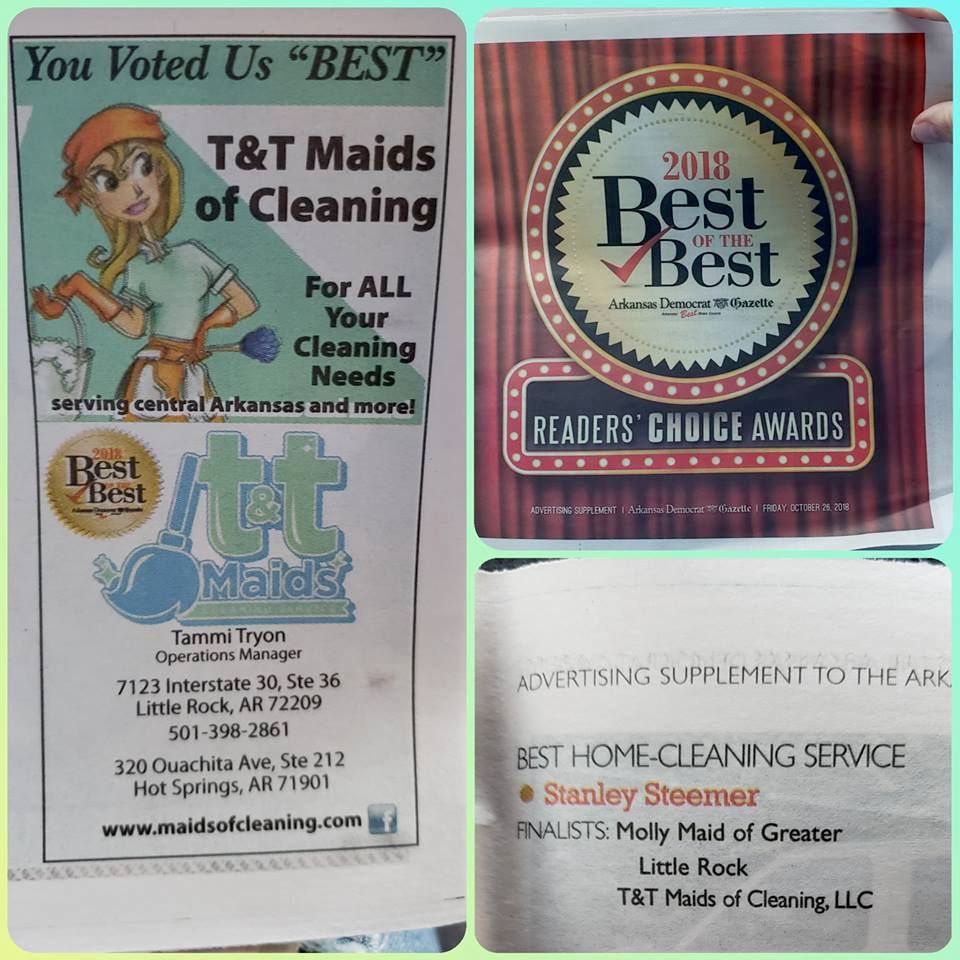 You Voted Us “BEST”
T&T Maids
of Cleaning
For ALL
Your
Cleaning
Needs
serving central Arkansas and more!
2018
Best
OF THE
Best
t&t
Maids
CLEANING SERVICE
Tammi Tryon
Operations Manager
7123 Interstate 30, Ste 36
Little Rock, AR 72209
501-398-2861
320 Ouachita Ave, Ste 212
Hot Springs, AR 71901
www.maidsofcleaning.com f
2018
Best
OF THE
Best
Arkansas Democrat Gazette
READERS’ CHOICE AWARDS
ADVERTISING SUPPLEMENT | Arkansas Democrat Gazette | FRIDAY, OCTOBER 26, 2018
ADVERTISING SUPPLEMENT TO THE ARK
BEST HOME-CLEANING SERVICE
• Stanley Steemer
FINALISTS: Molly Maid of Greater
Little Rock
T&T Maids of Cleaning, LLC